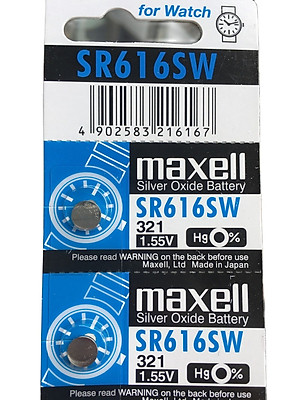 for Watch
SR616SW
4 902583 216167
maxell
Silver Oxide Battery
SR616SW
321
1.55V
Hg0%
Please read WARNING on the back before use
Maxell, Ltd Made in Japan
maxell
Silver Oxide Battery
SR616SW
321
1.55V
Hg0%
Please read WARNING on the back before use